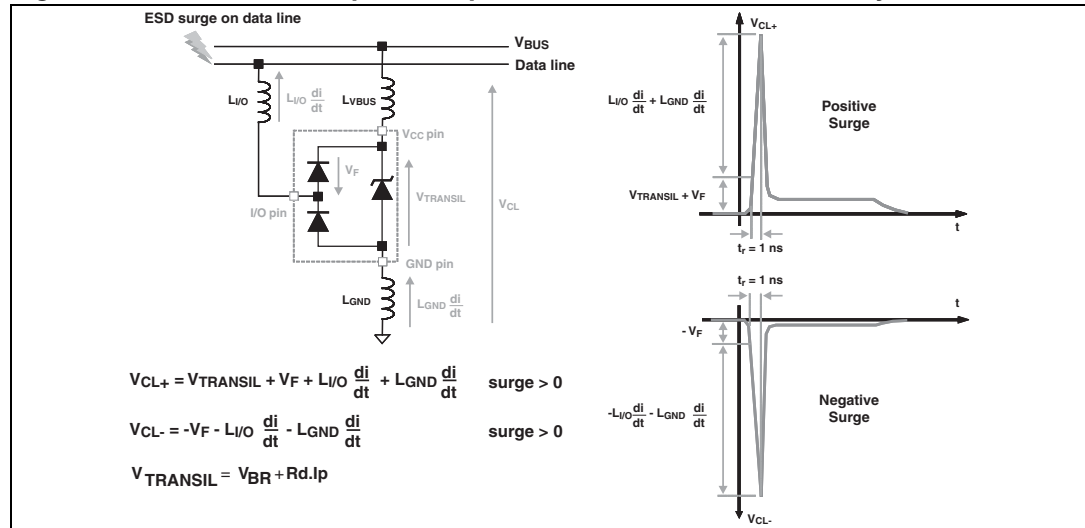 ESD surge on data line
VBUS
Data line
LI/O
LI/O di/dt
LVBUS
VCC pin
VF
VTRANSIL
VCL
I/O pin
GND pin
LGND
LGND di/dt
VCL+ = VTRANSIL + VF + LI/O di/dt + LGND di/dt surge > 0
VCL- = -VF - LI/O di/dt - LGND di/dt surge > 0
VTRANSIL = VBR + Rd.Ip
VCL+
LI/O di/dt + LGND di/dt
Positive
Surge
VTRANSIL + VF
t
tr = 1 ns
tr = 1 ns
t
- VF
-LI/O di/dt - LGND di/dt
Negative
Surge
VCL-